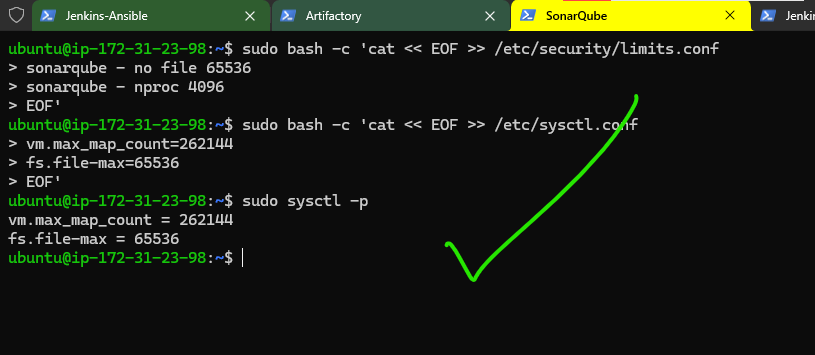 Jenkins-Ansible
Artifactory
SonarQube
Jenki
ubuntu@ip-172-31-23-98:~$ sudo bash -c 'cat << EOF >> /etc/security/limits.conf
> sonarqube - no file 65536
> sonarqube - nproc 4096
> EOF'
ubuntu@ip-172-31-23-98:~$ sudo bash -c 'cat << EOF >> /etc/sysctl.conf
> vm.max_map_count=262144
> fs.file-max=65536
> EOF'
ubuntu@ip-172-31-23-98:~$ sudo sysctl -p
vm.max_map_count = 262144
fs.file-max = 65536
ubuntu@ip-172-31-23-98:~$